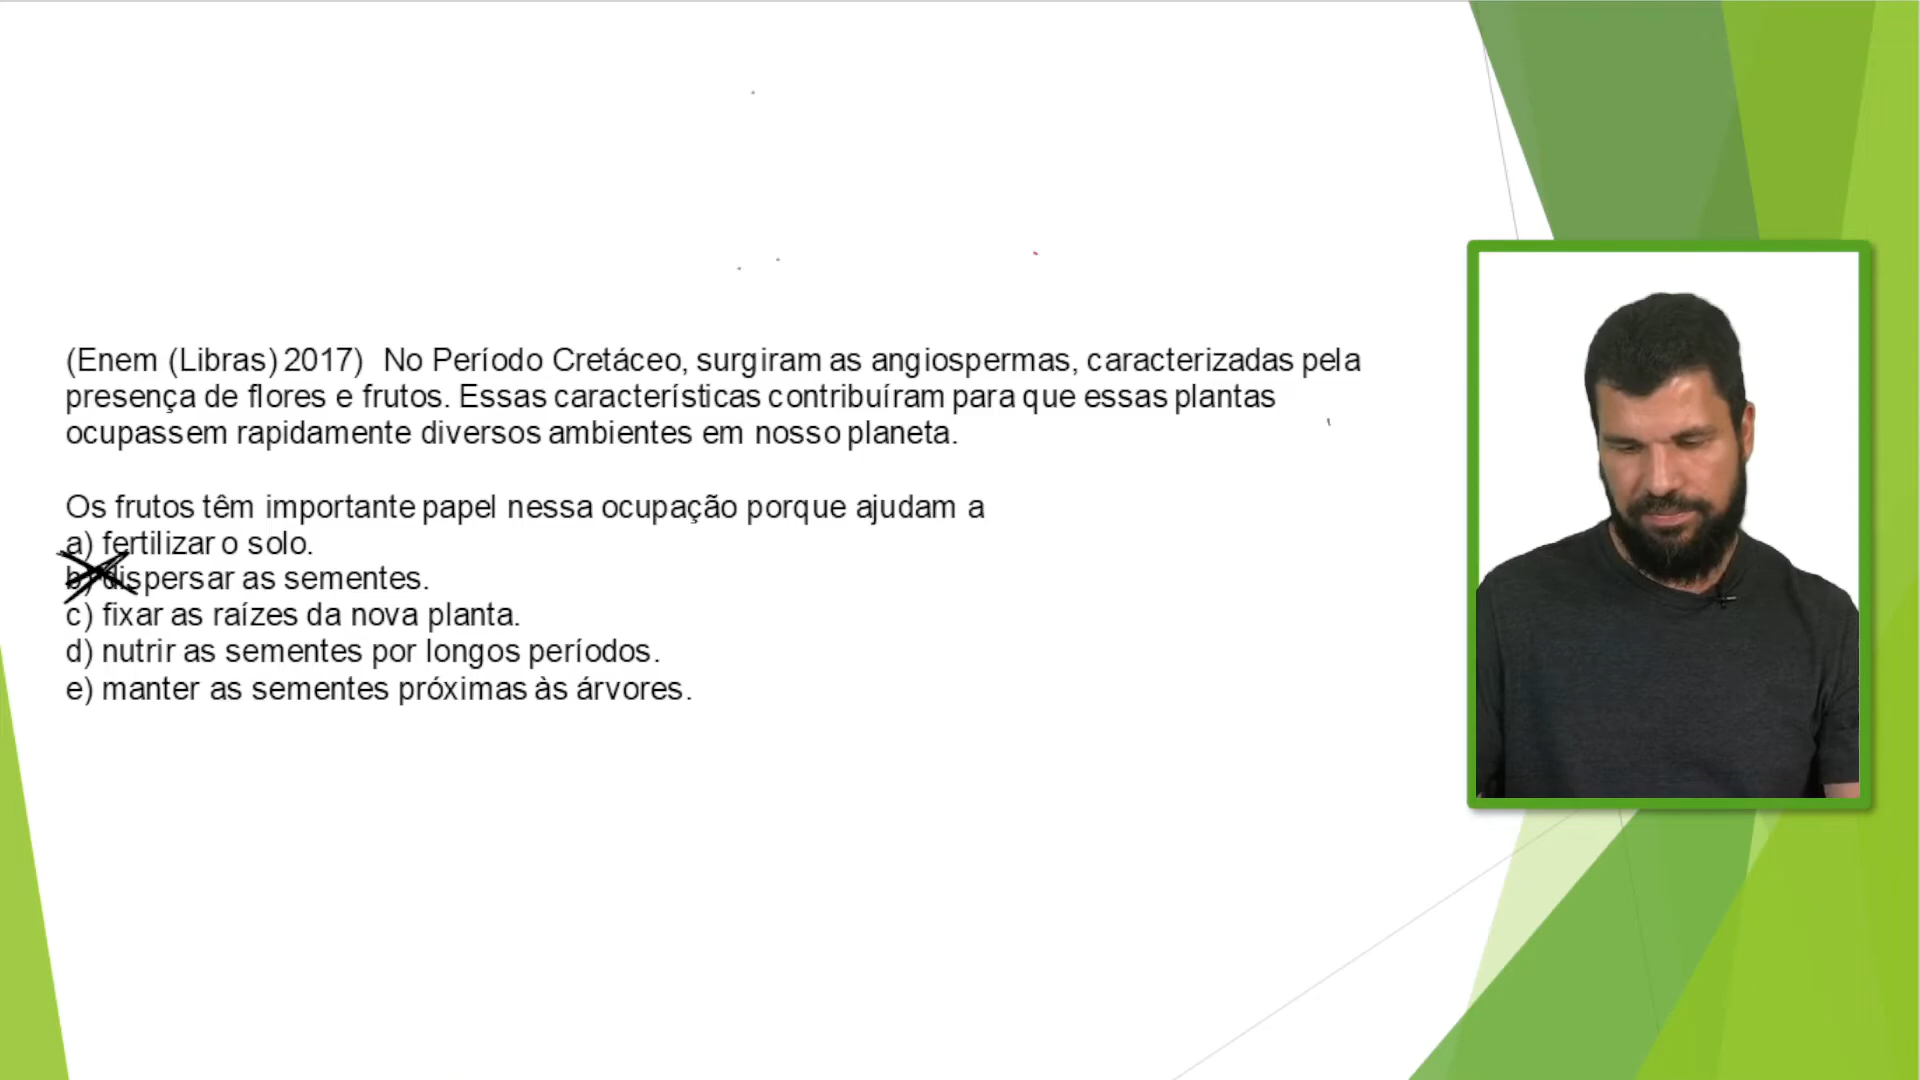 (Enem (Libras) 2017) No Período Cretáceo, surgiram as angiospermas, caracterizadas pela
presença de flores e frutos. Essas características contribuíram para que essas plantas
ocupassem rapidamente diversos ambientes em nosso planeta.
Os frutos têm importante papel nessa ocupação porque ajudam a
a) fertilizar o solo.
b) dispersar as sementes.
c) fixar as raízes da nova planta.
d) nutrir as sementes por longos períodos.
e) manter as sementes próximas às árvores.